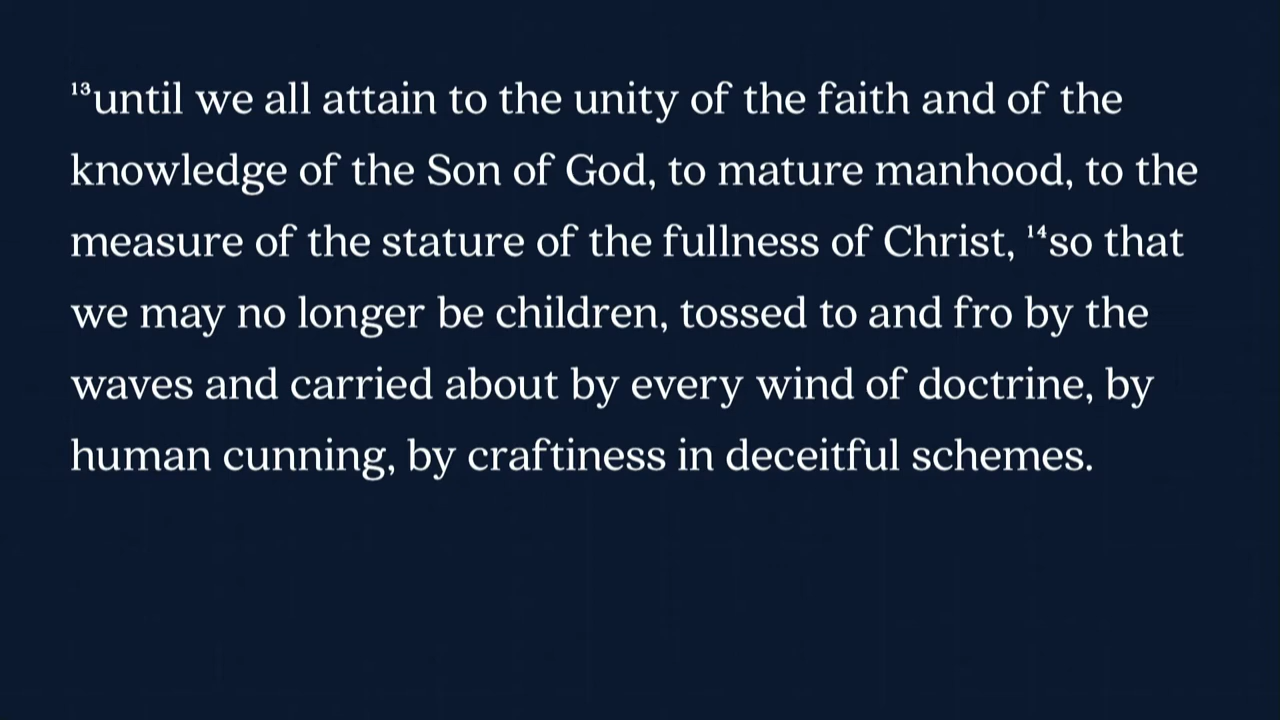 ¹³until we all attain to the unity of the faith and of the
knowledge of the Son of God, to mature manhood, to the
measure of the stature of the fullness of Christ, ¹⁴so that
we may no longer be children, tossed to and fro by the
waves and carried about by every wind of doctrine, by
human cunning, by craftiness in deceitful schemes.